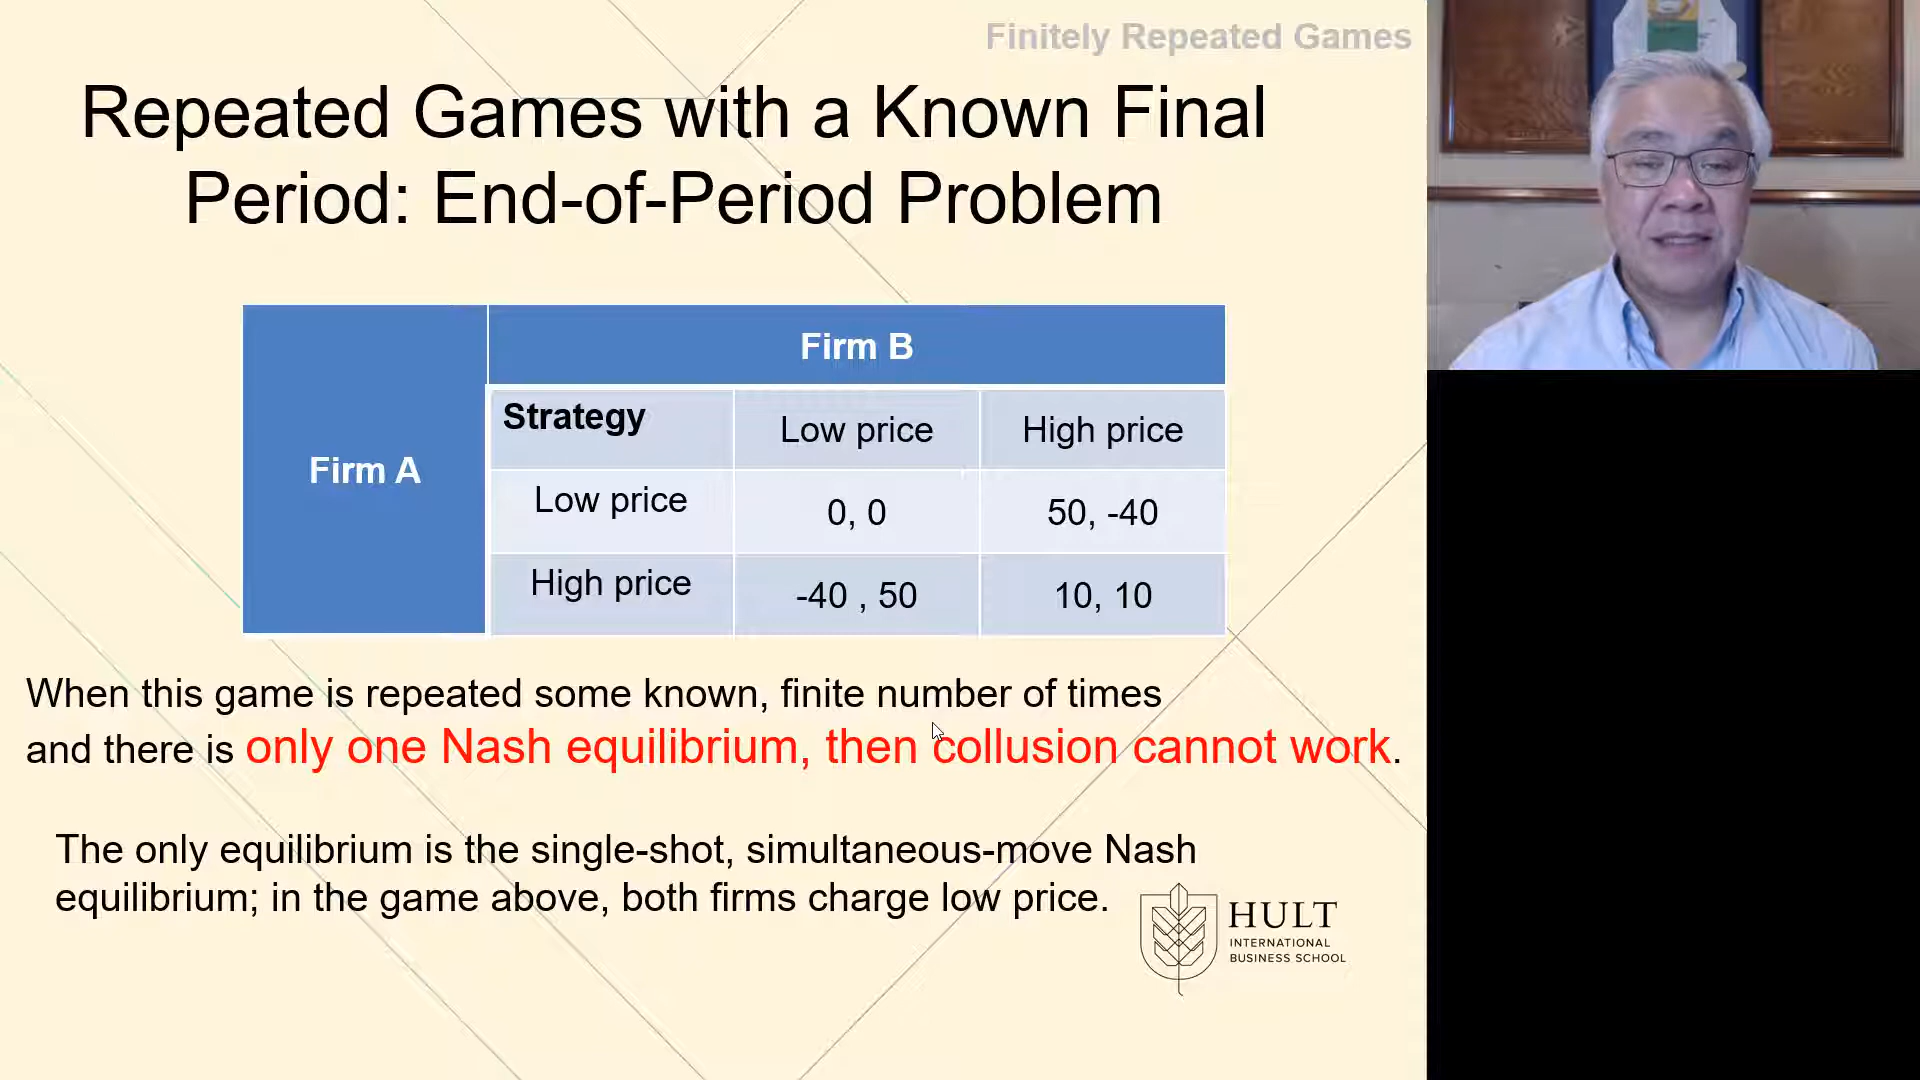 Finitely Repeated Games
Repeated Games with a Known Final
Period: End-of-Period Problem
Firm B
Firm A
Strategy
Low price
High price
Low price
0, 0
50, -40
High price
-40 , 50
10, 10
When this game is repeated some known, finite number of times
and there is only one Nash equilibrium, then collusion cannot work.
The only equilibrium is the single-shot, simultaneous-move Nash
equilibrium; in the game above, both firms charge low price.
HULT
INTERNATIONAL
BUSINESS SCHOOL